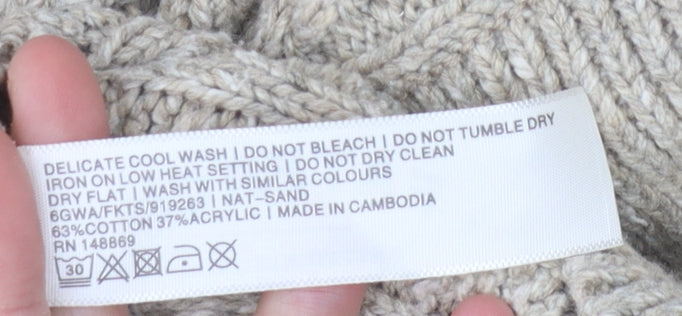 DELICATE COOL WASH | DO NOT BLEACH | DO NOT TUMBLE DRY
IRON ON LOW HEAT SETTING | DO NOT DRY CLEAN
DRY FLAT | WASH WITH SIMILAR COLOURS
6GWA/FKTS/919263 | NAT-SAND
63%COTTON 37%ACRYLIC | MADE IN CAMBODIA
RN 148869
30